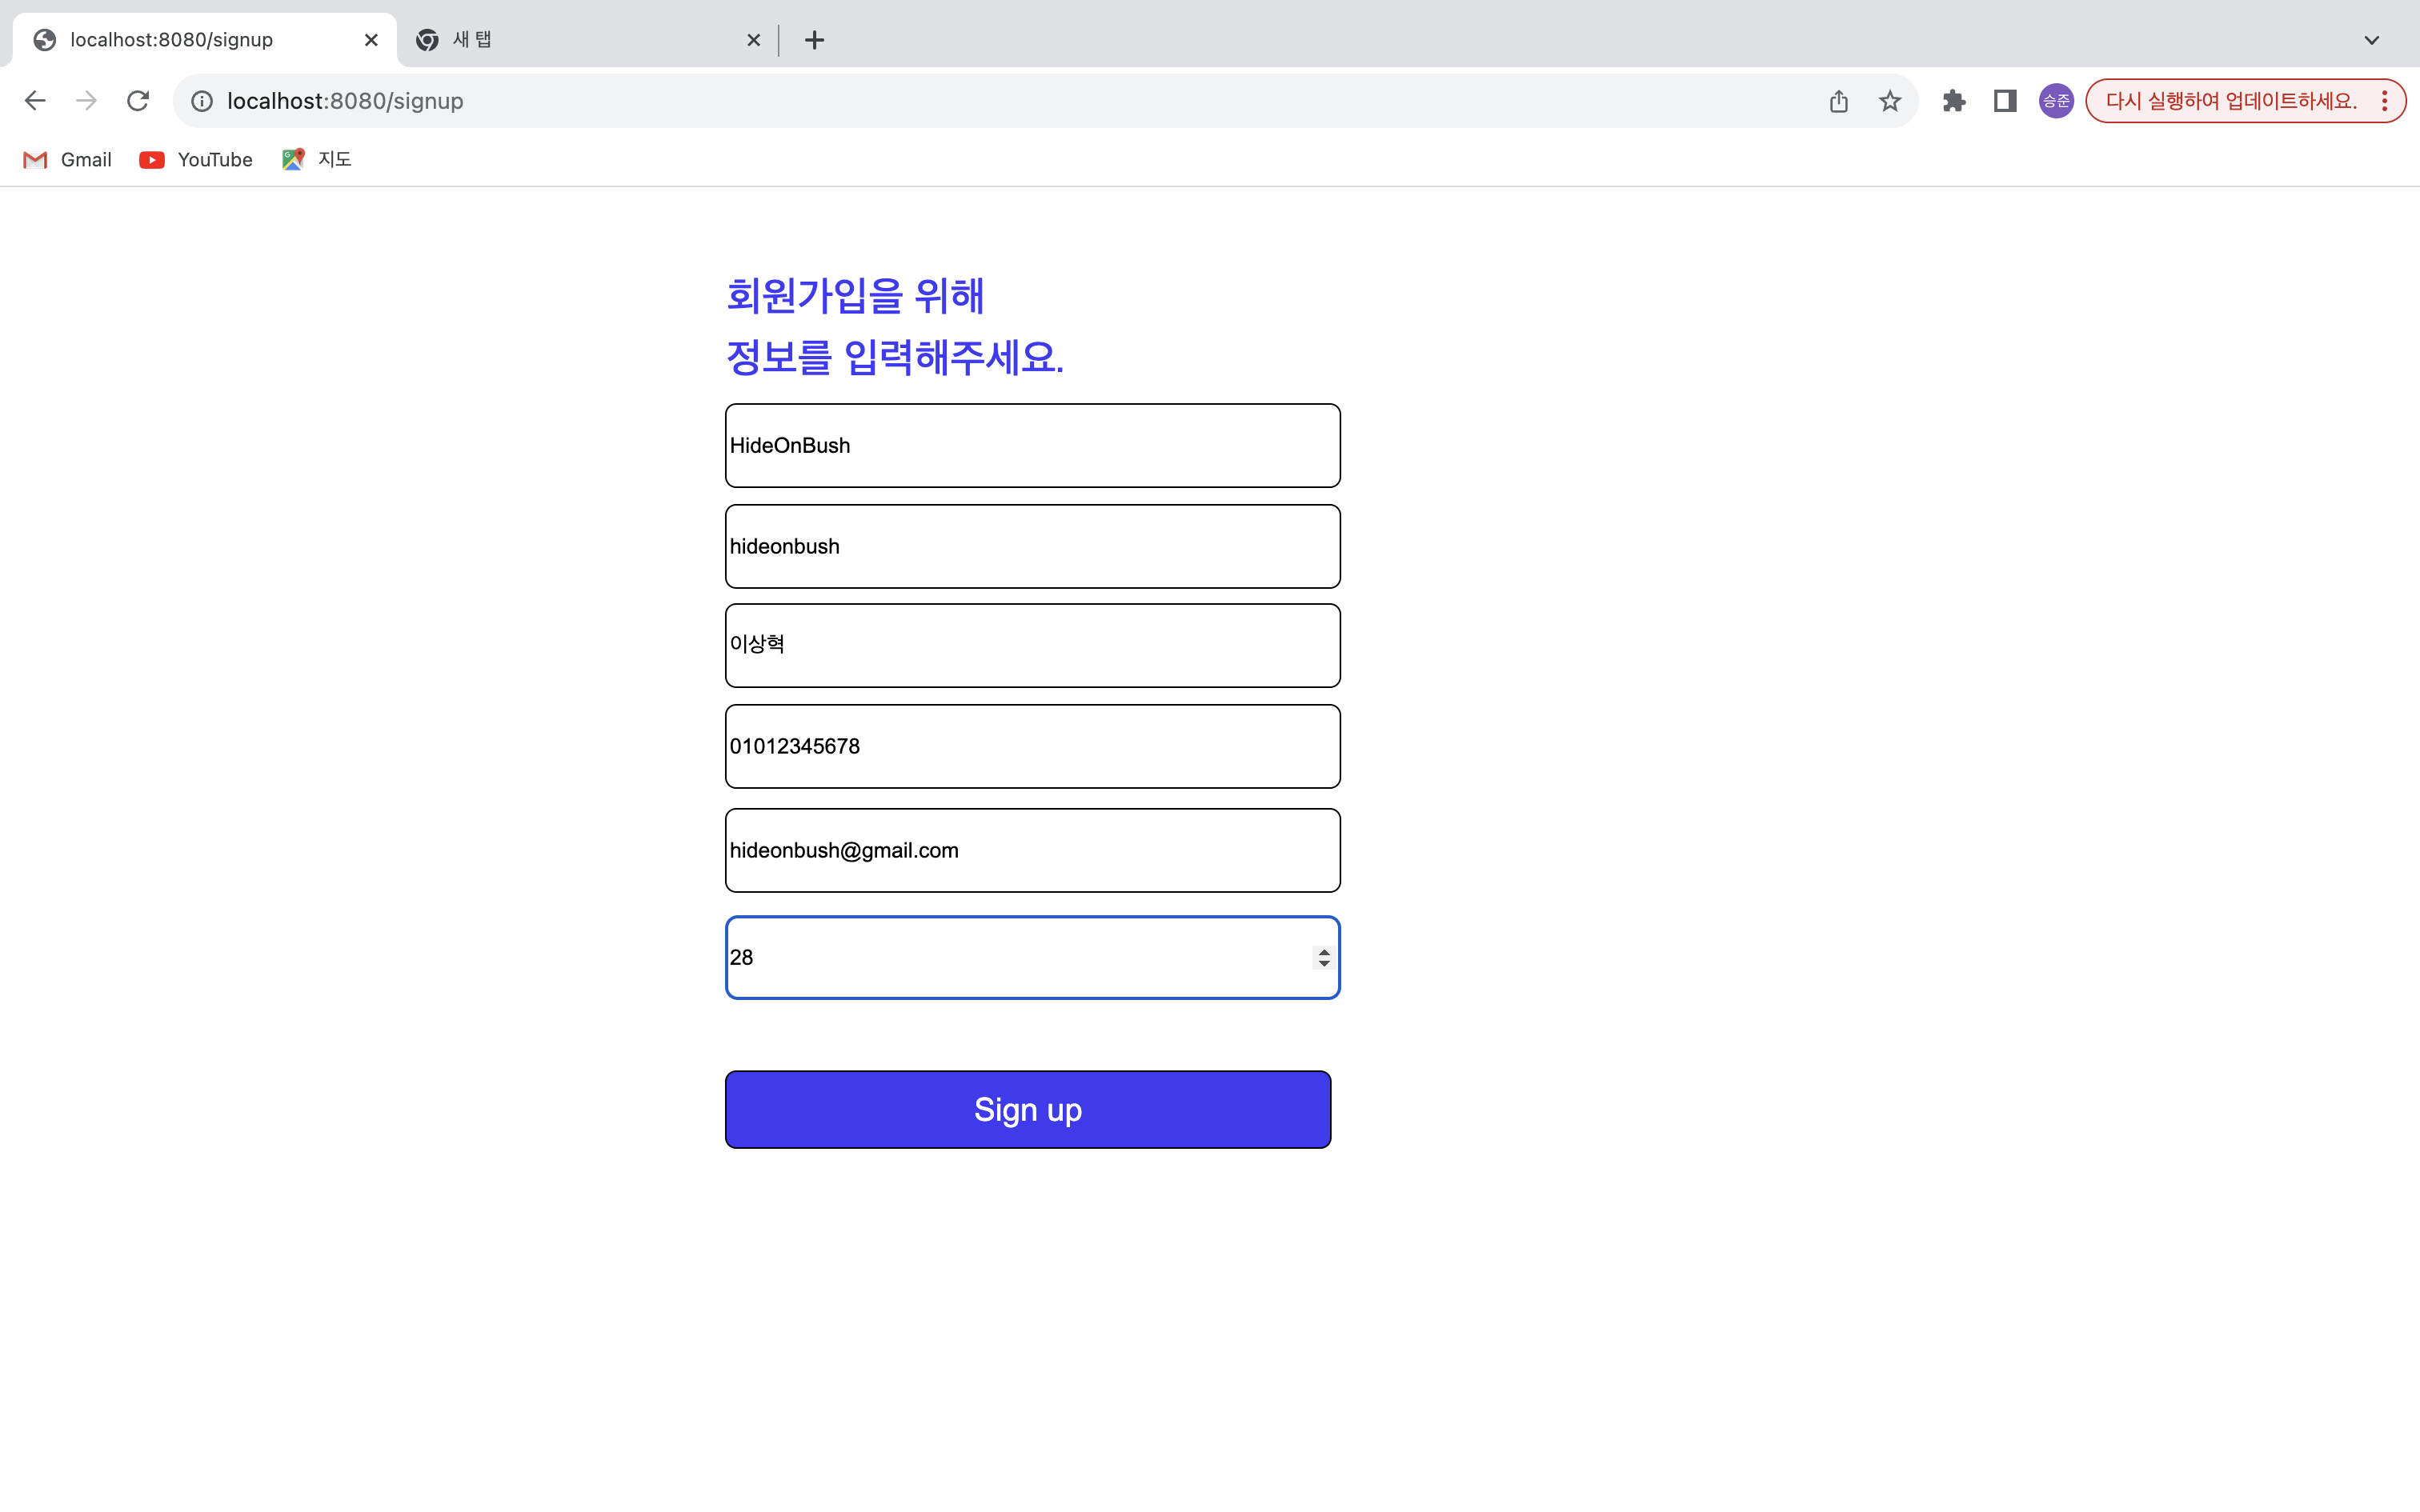 localhost:8080/signup
새 탭
localhost:8080/signup
승준
다시 실행하여 업데이트하세요.
Gmail
YouTube
지도
회원가입을 위해
정보를 입력해주세요.
HideOnBush
hideonbush
이상혁
01012345678
hideonbush@gmail.com
28
Sign up